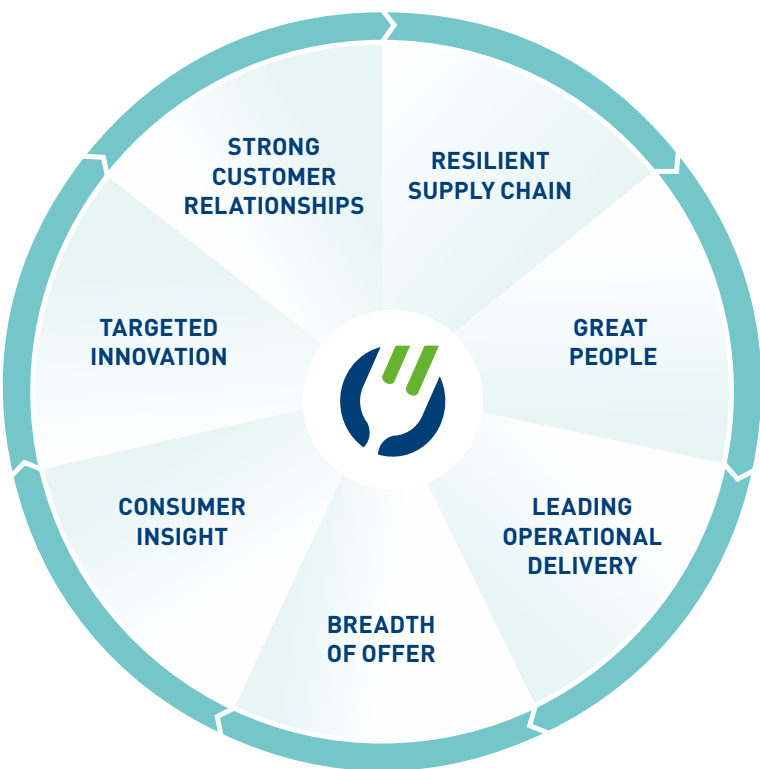 STRONG
CUSTOMER
RELATIONSHIPS
RESILIENT
SUPPLY CHAIN
GREAT
PEOPLE
LEADING
OPERATIONAL
DELIVERY
BREADTH
OF OFFER
CONSUMER
INSIGHT
TARGETED
INNOVATION